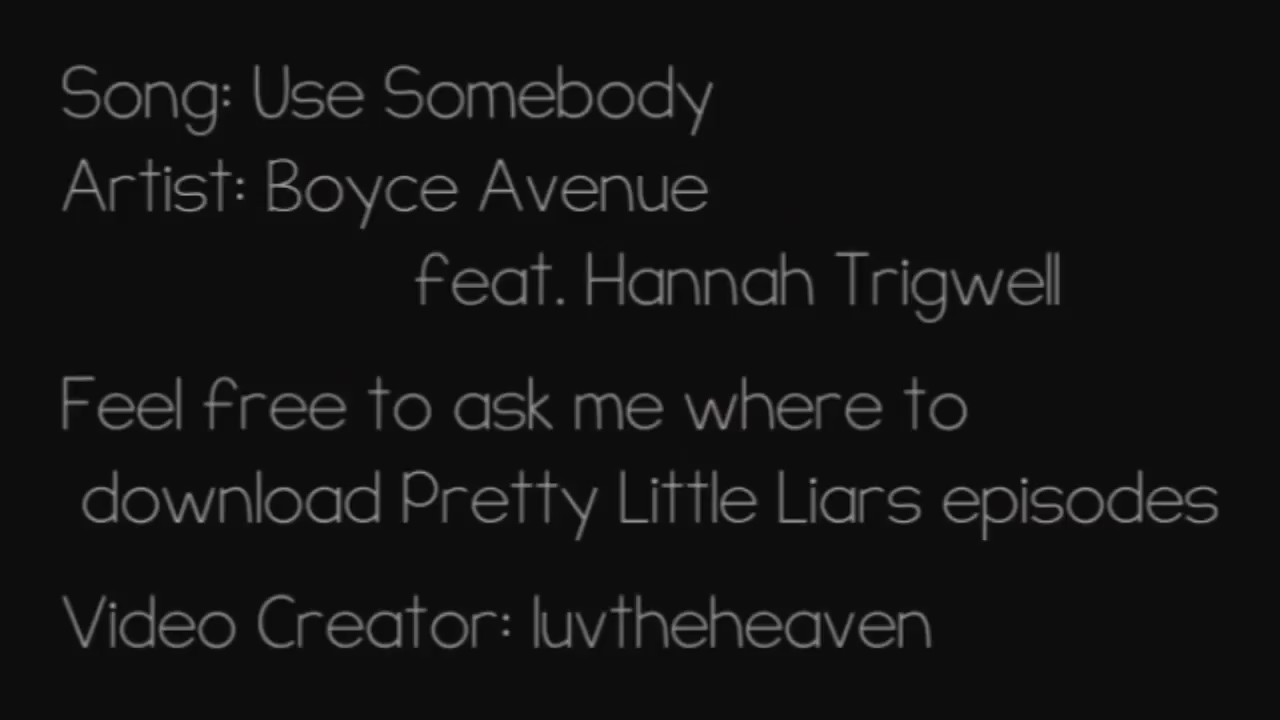 Song: Use Somebody
Artist: Boyce Avenue
feat. Hannah Trigwell
Feel free to ask me where to
download Pretty Little Liars episodes
Video Creator: luvtheheaven